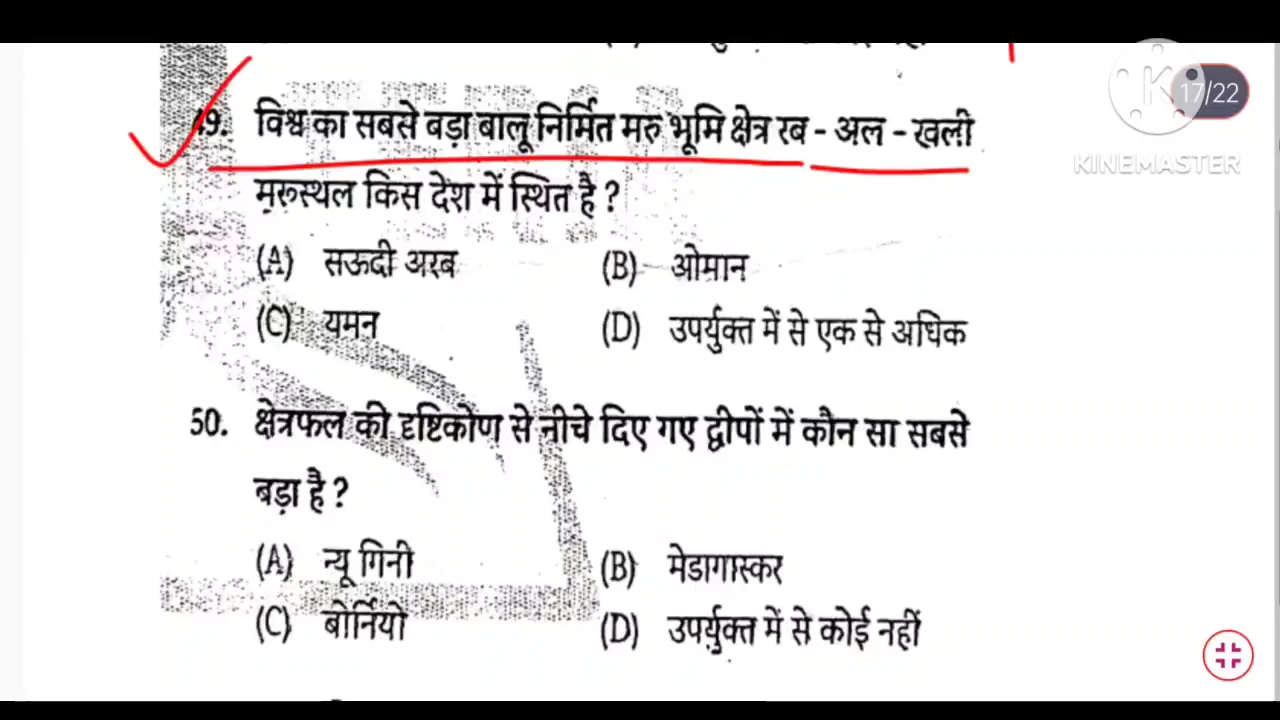 17/22
KINEMASTER
49. विश्व का सबसे बड़ा बालू निर्मित मरु भूमि क्षेत्र रब - अल - खली
मरुस्थल किस देश में स्थित है ?
(A) सऊदी अरब (B) ओमान
(C) यमन (D) उपर्युक्त में से एक से अधिक
50. क्षेत्रफल की दृष्टिकोण से नीचे दिए गए द्वीपों में कौन सा सबसे
बड़ा है ?
(A) न्यू गिनी (B) मेडागास्कर
(C) बोर्नियो (D) उपर्युक्त में से कोई नहीं